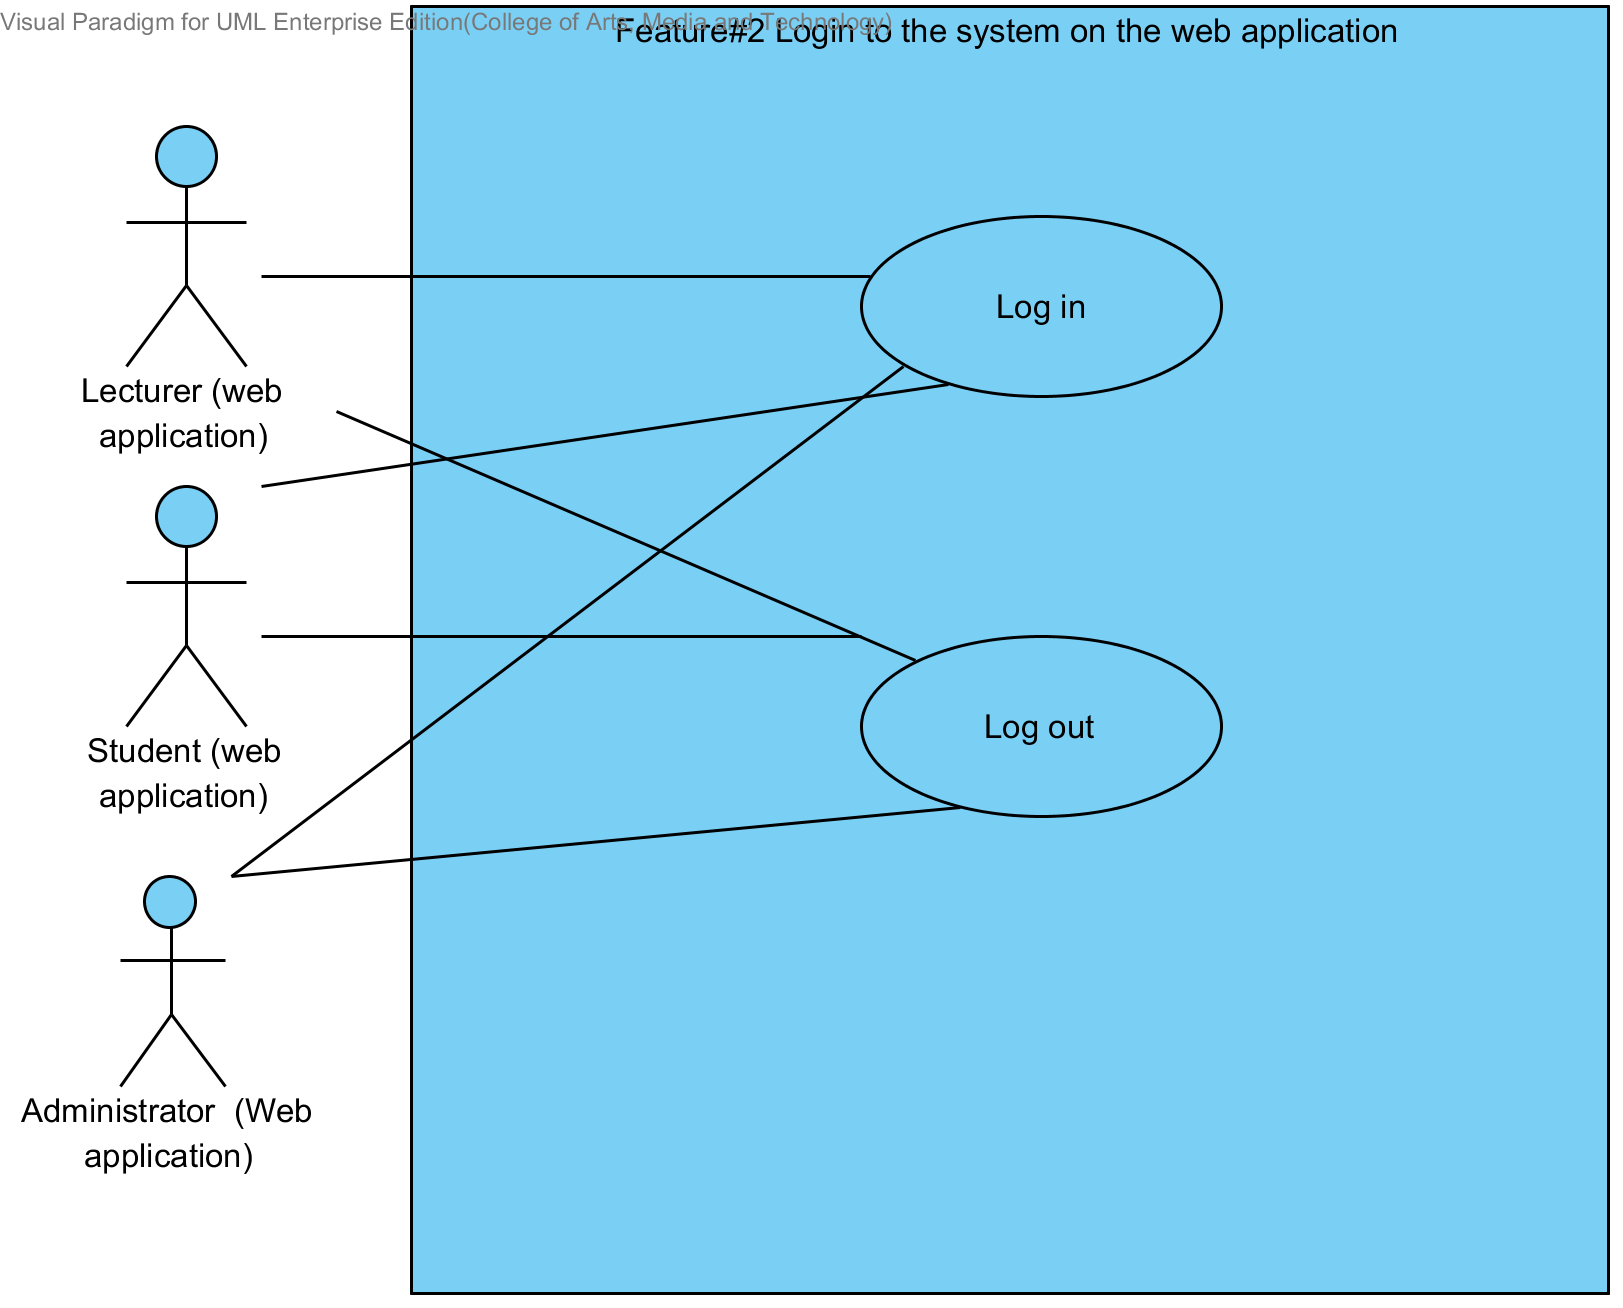 Visual Paradigm for UML Enterprise Edition(College of Arts, Media and Technology)
Feature#2 Login to the system on the web application
Log in
Lecturer (web
application)
Log out
Student (web
application)
Administrator  (Web
application)